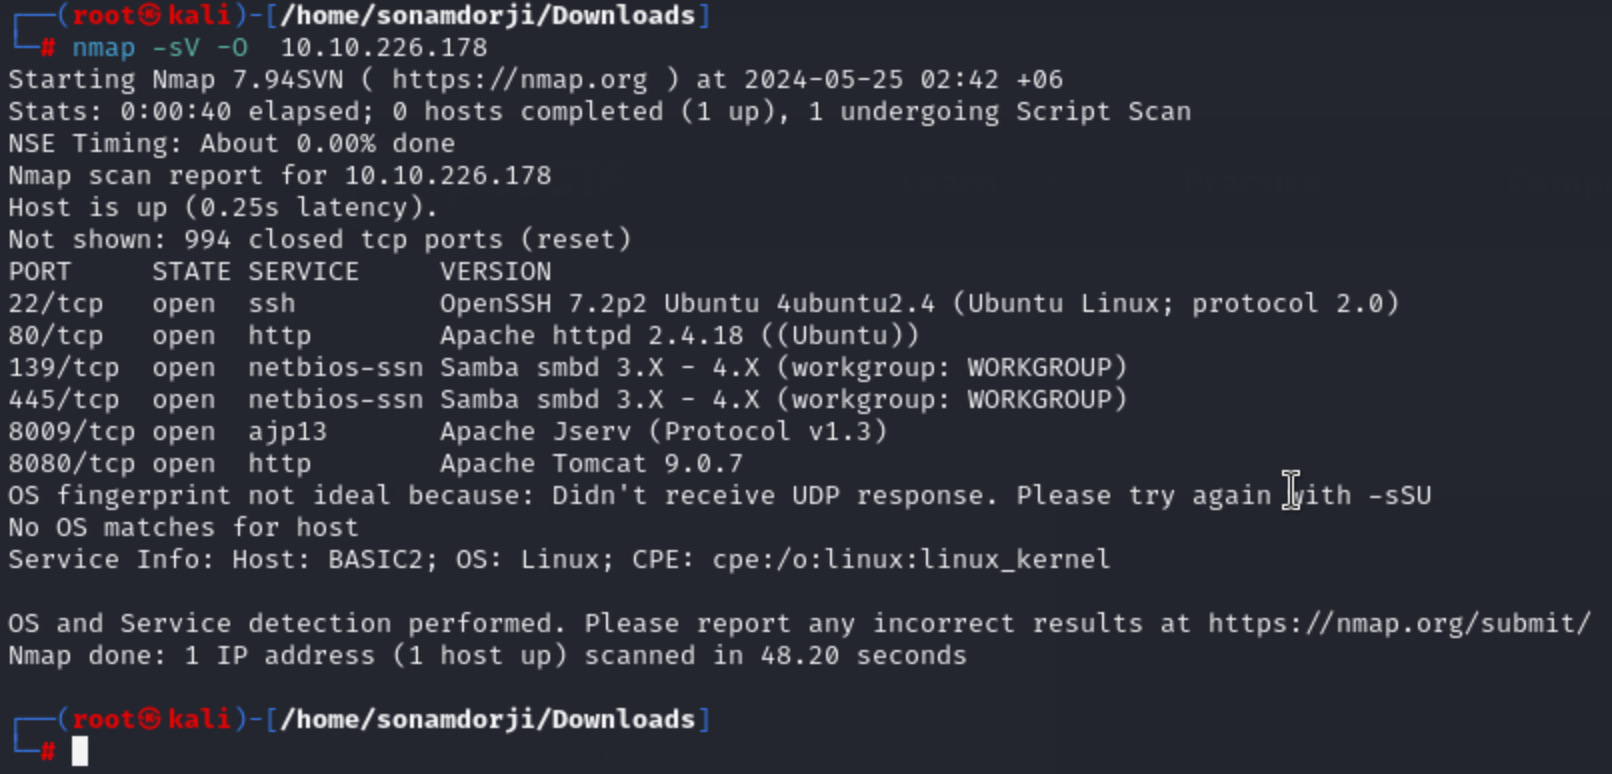 ┌──(root㉿kali)-[/home/sonamdorji/Downloads]
└─# nmap -sV -O  10.10.226.178
Starting Nmap 7.94SVN ( https://nmap.org ) at 2024-05-25 02:42 +06
Stats: 0:00:40 elapsed; 0 hosts completed (1 up), 1 undergoing Script Scan
NSE Timing: About 0.00% done
Nmap scan report for 10.10.226.178
Host is up (0.25s latency).
Not shown: 994 closed tcp ports (reset)
PORT     STATE SERVICE     VERSION
22/tcp   open  ssh         OpenSSH 7.2p2 Ubuntu 4ubuntu2.4 (Ubuntu Linux; protocol 2.0)
80/tcp   open  http        Apache httpd 2.4.18 ((Ubuntu))
139/tcp  open  netbios-ssn Samba smbd 3.X - 4.X (workgroup: WORKGROUP)
445/tcp  open  netbios-ssn Samba smbd 3.X - 4.X (workgroup: WORKGROUP)
8009/tcp open  ajp13       Apache Jserv (Protocol v1.3)
8080/tcp open  http        Apache Tomcat 9.0.7
OS fingerprint not ideal because: Didn't receive UDP response. Please try again with -sSU
No OS matches for host
Service Info: Host: BASIC2; OS: Linux; CPE: cpe:/o:linux:linux_kernel
OS and Service detection performed. Please report any incorrect results at https://nmap.org/submit/
Nmap done: 1 IP address (1 host up) scanned in 48.20 seconds
┌──(root㉿kali)-[/home/sonamdorji/Downloads]
└─#